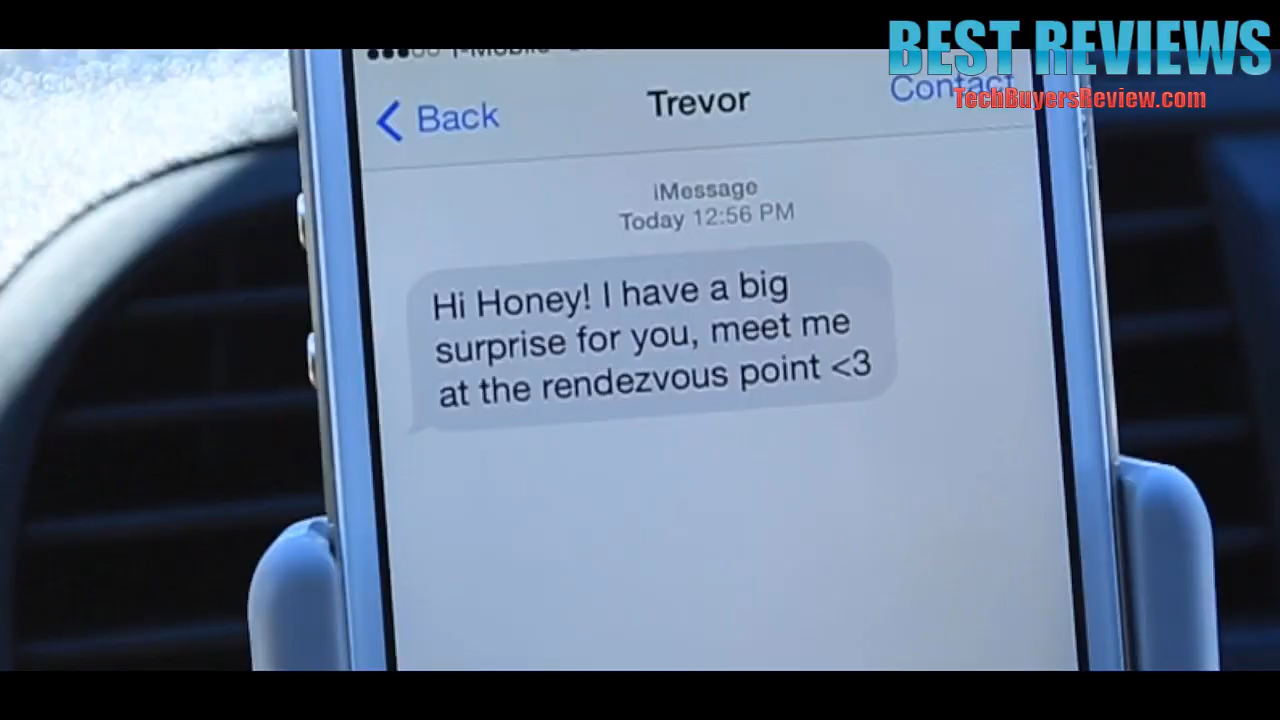 BEST REVIEWS
TechBuyersReview.com
Back
Trevor
Contact
iMessage
Today 12:56 PM
Hi Honey! I have a big
surprise for you, meet me
at the rendezvous point <3